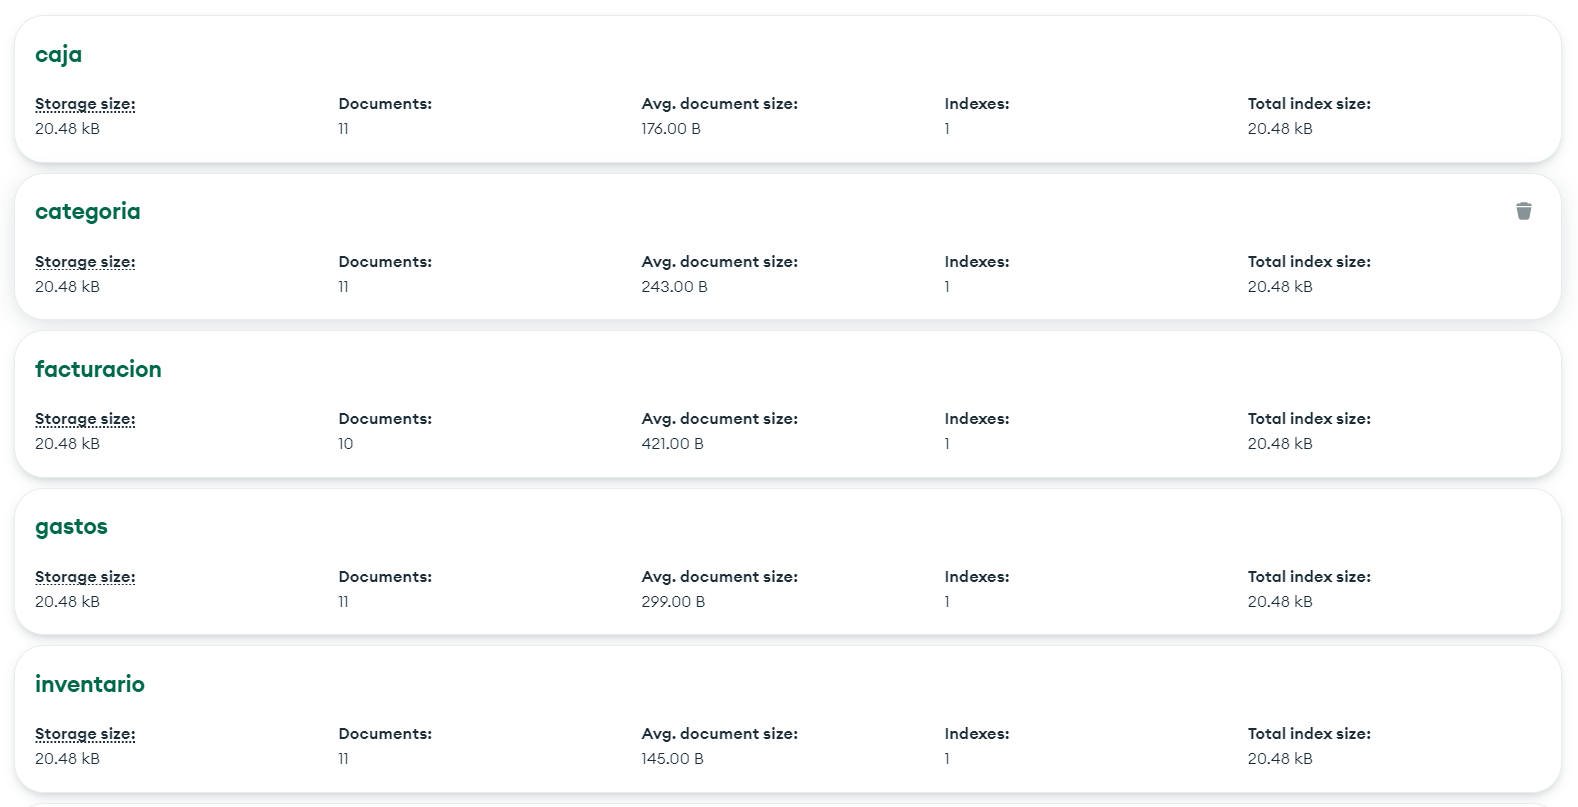 caja
Storage size: Documents: Avg. document size: Indexes: Total index size:
20.48 kB 11 176.00 B 1 20.48 kB
categoria
Storage size: Documents: Avg. document size: Indexes: Total index size:
20.48 kB 11 243.00 B 1 20.48 kB
facturacion
Storage size: Documents: Avg. document size: Indexes: Total index size:
20.48 kB 10 421.00 B 1 20.48 kB
gastos
Storage size: Documents: Avg. document size: Indexes: Total index size:
20.48 kB 11 299.00 B 1 20.48 kB
inventario
Storage size: Documents: Avg. document size: Indexes: Total index size:
20.48 kB 11 145.00 B 1 20.48 kB